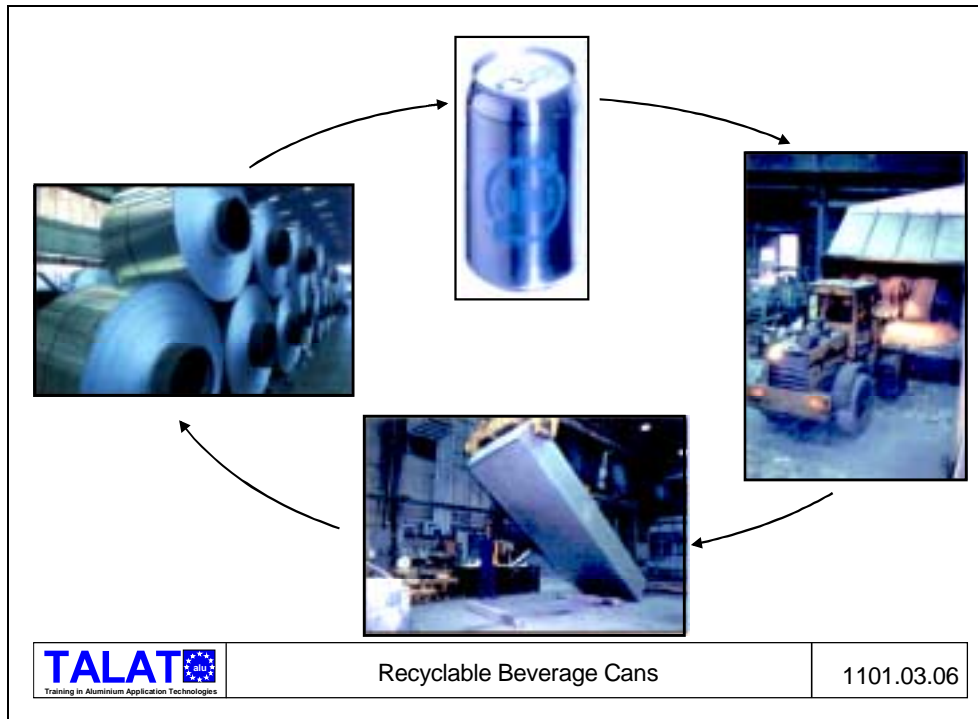 TALAT
alu
Training in Aluminium Application Technologies
Recyclable Beverage Cans
1101.03.06